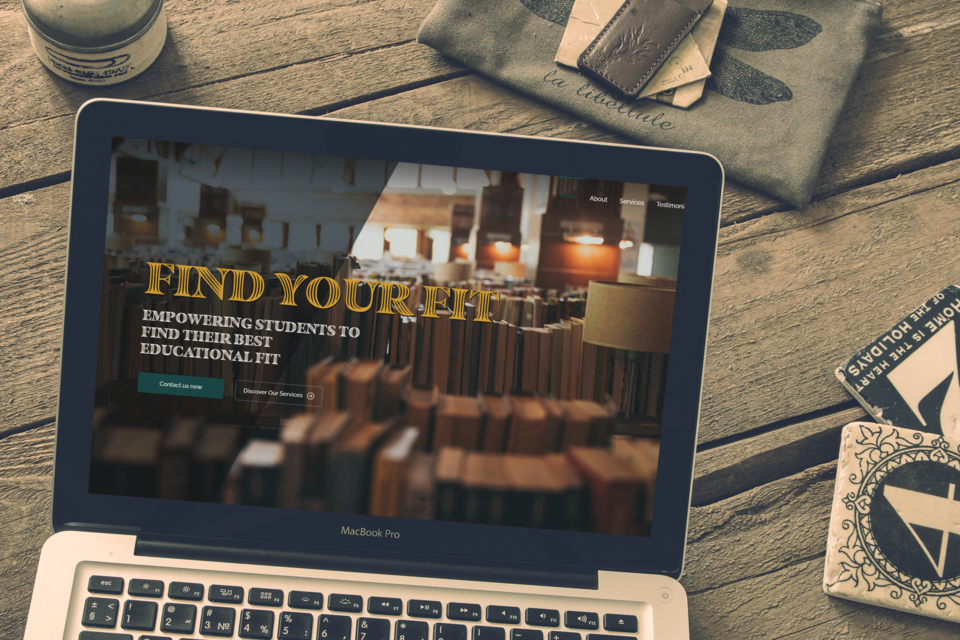 la libellule
About
Services
Testimoni
FIND YOUR FIT
EMPOWERING STUDENTS TO
FIND THEIR BEST
EDUCATIONAL FIT
Contact us now
Discover Our Services
HOME IS THE HEART
OF THE HOLIDAYS
MacBook Pro
esc